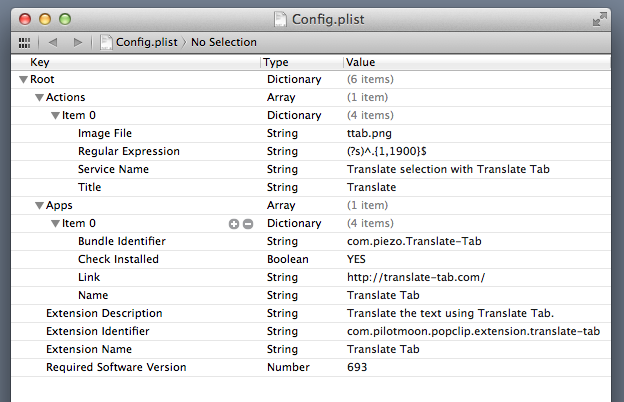 Config.plist
Config.plist No Selection
Key Type Value
Root Dictionary (6 items)
Actions Array (1 item)
Item 0 Dictionary (4 items)
Image File String ttab.png
Regular Expression String (?s)^.{1,1900}$
Service Name String Translate selection with Translate Tab
Title String Translate
Apps Array (1 item)
Item 0 Dictionary (4 items)
Bundle Identifier String com.piezo.Translate-Tab
Check Installed Boolean YES
Link String http://translate-tab.com/
Name String Translate Tab
Extension Description String Translate the text using Translate Tab.
Extension Identifier String com.pilotmoon.popclip.extension.translate-tab
Extension Name String Translate Tab
Required Software Version Number 693